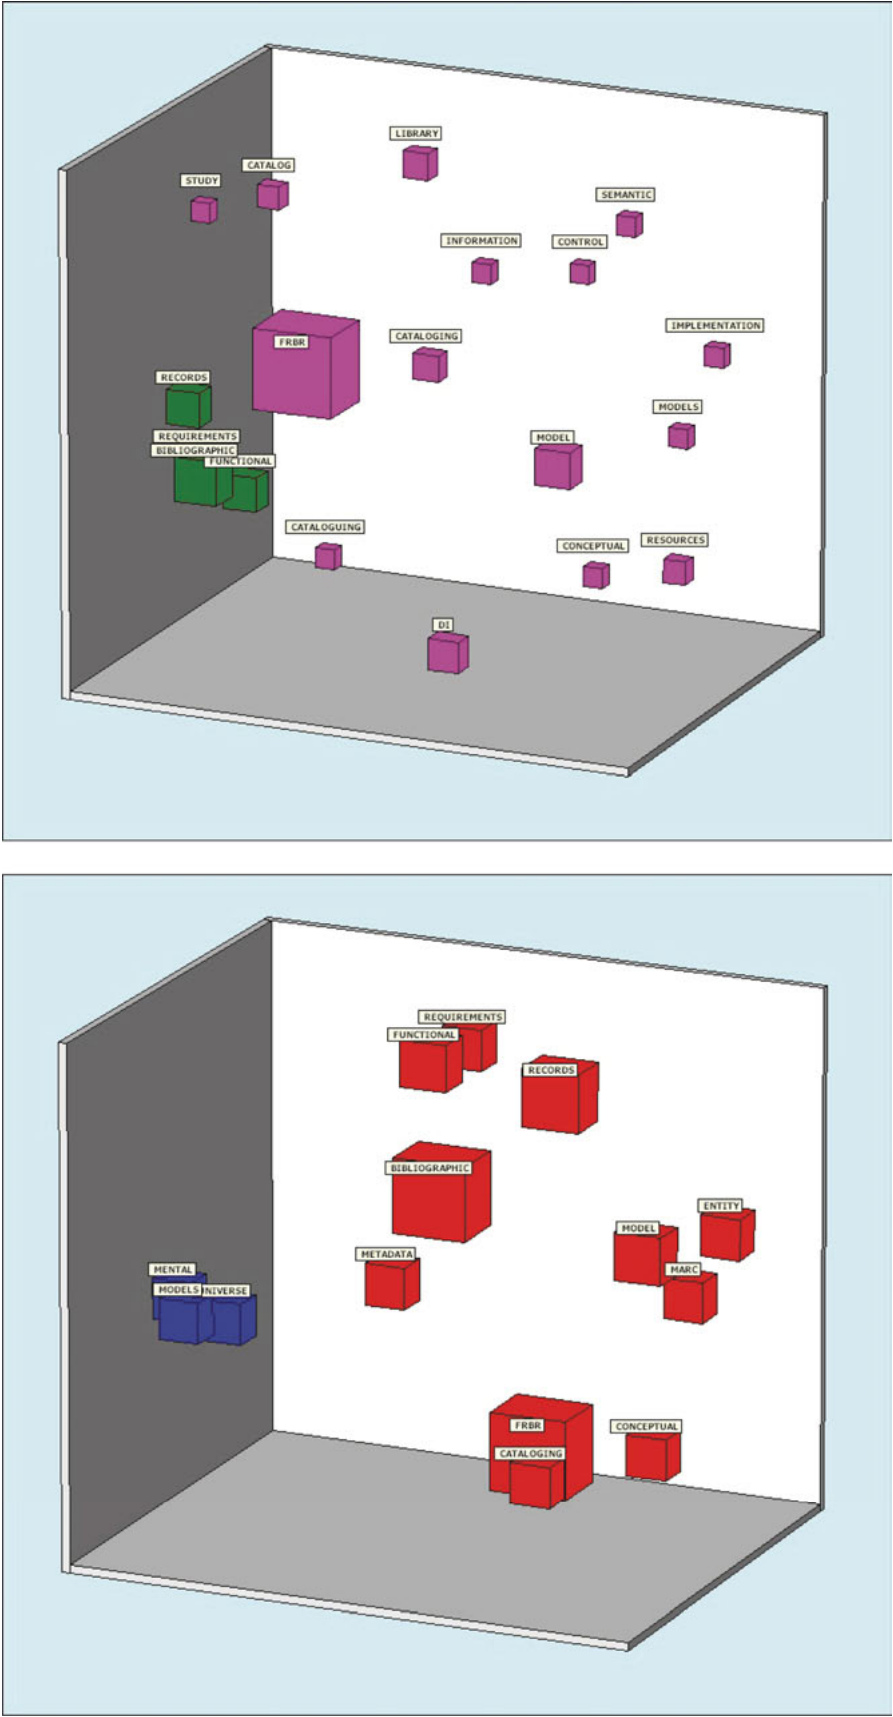 LIBRARY
CATALOG
STUDY
SEMANTIC
INFORMATION
CONTROL
IMPLEMENTATION
FRBR
CATALOGING
RECORDS
MODELS
REQUIREMENTS
MODEL
BIBLIOGRAPHIC
FUNCTIONAL
CATALOGUING
RESOURCES
CONCEPTUAL
DI
REQUIREMENTS
FUNCTIONAL
RECORDS
BIBLIOGRAPHIC
ENTITY
MODEL
METADATA
MENTAL
MARC
MODELS
NIVERSE
FRBR
CONCEPTUAL
CATALOGING